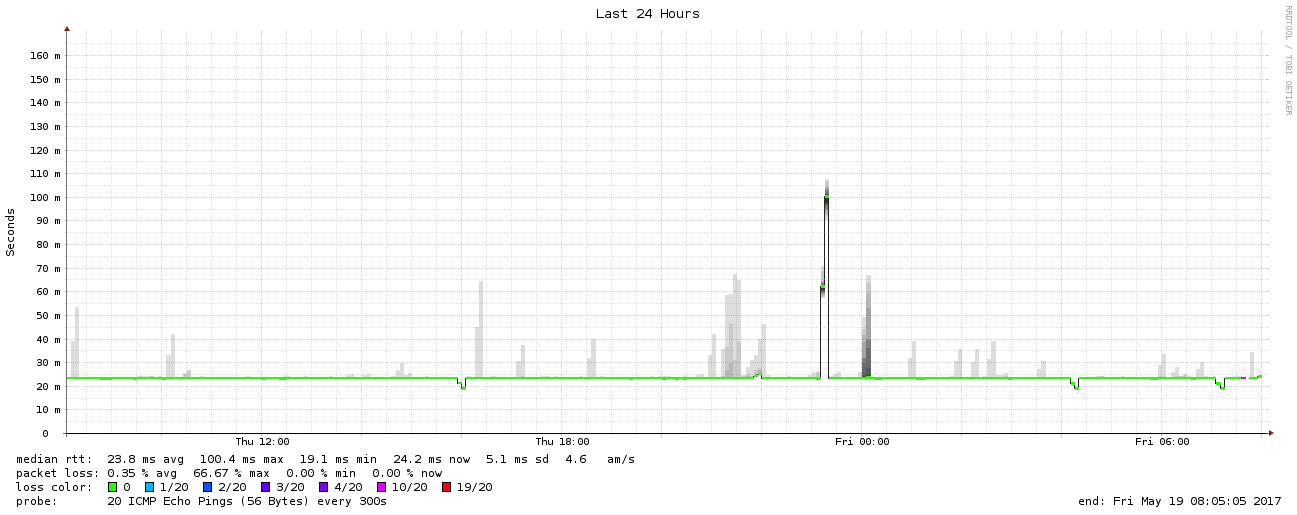 Last 24 Hours
RRDTOOL / TOBI OETIKER
Seconds
160 m
150 m
140 m
130 m
120 m
110 m
100 m
90 m
80 m
70 m
60 m
50 m
40 m
30 m
20 m
10 m
0
Thu 12:00 Thu 18:00 Fri 00:00 Fri 06:00
median rtt: 23.8 ms avg 100.4 ms max 19.1 ms min 24.2 ms now 5.1 ms sd 4.6 am/s
packet loss: 0.35 % avg 66.67 % max 0.00 % min 0.00 % now
loss color: 0 1/20 2/20 3/20 4/20 10/20 19/20
probe: 20 ICMP Echo Pings (56 Bytes) every 300s end: Fri May 19 08:05:05 2017